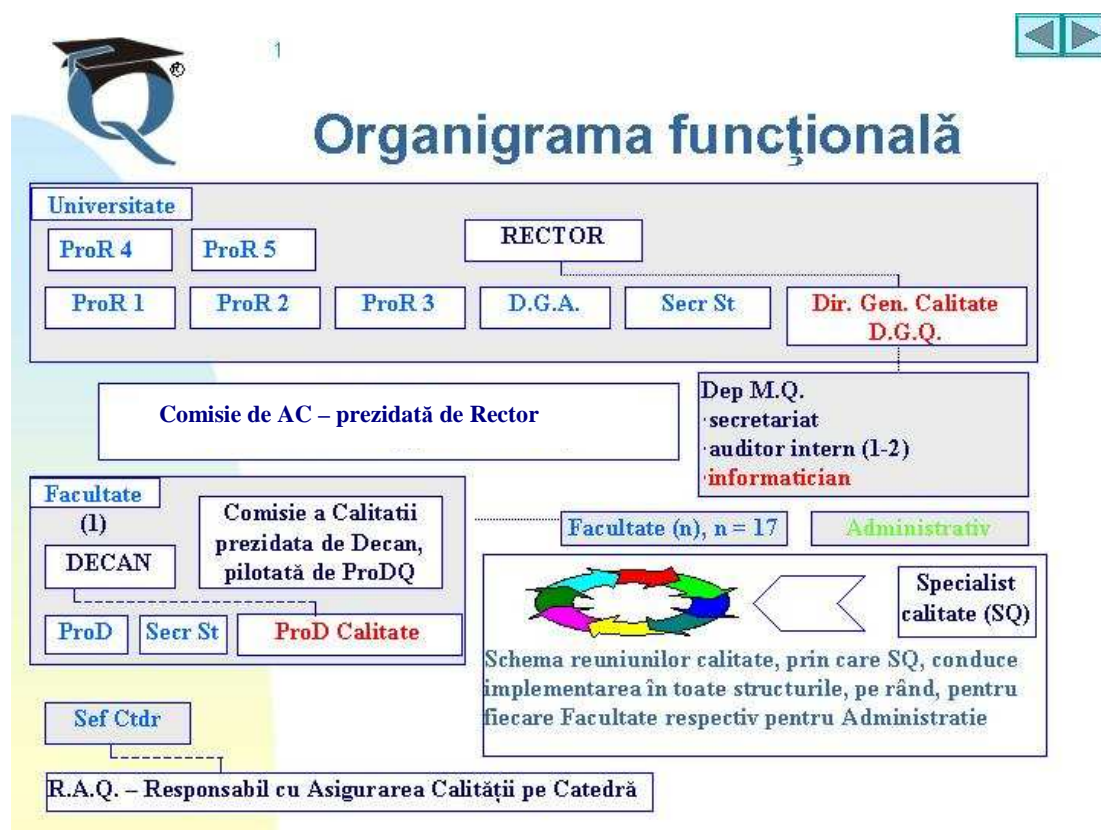 1
®
Organigrama funcţională
Universitate
ProR 4
ProR 5
RECTOR
ProR 1
ProR 2
ProR 3
D.G.A.
Secr St
Dir. Gen. Calitate
D.G.Q.
Comisie de AC – prezidată de Rector
Dep M.Q.
·secretariat
·auditor intern (1-2)
·informatician
Facultate
(1)
DECAN
Comisie a Calitatii
prezidata de Decan,
pilotată de ProDQ
ProD
Secr St
ProD Calitate
Facultate (n), n = 17
Administrativ
Specialist
calitate (SQ)
Schema reuniunilor calitate, prin care SQ, conduce
implementarea în toate structurile, pe rând, pentru
fiecare Facultate respectiv pentru Administratie
Sef Ctdr
R.A.Q. – Responsabil cu Asigurarea Calității pe Catedră